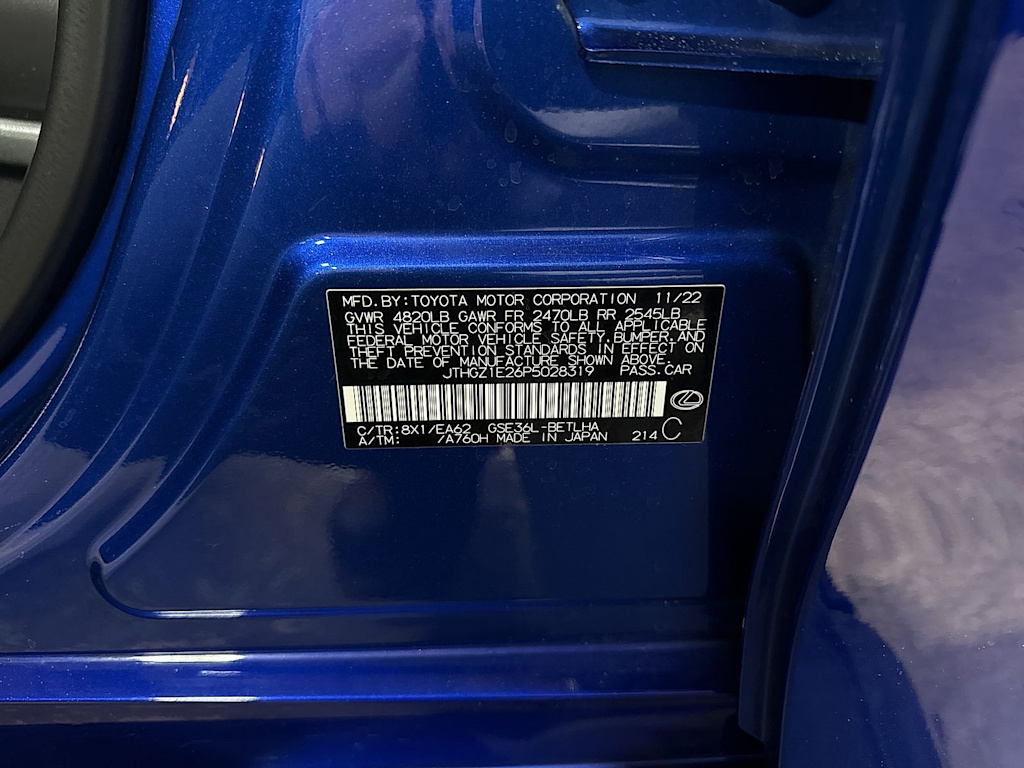 MFD. BY: TOYOTA MOTOR CORPORATION 11/22
GVWR 4820LB GAWR FR 2470LB RR 2545LB
THIS VEHICLE CONFORMS TO ALL APPLICABLE
FEDERAL MOTOR VEHICLE SAFETY, BUMPER, AND
THEFT PREVENTION STANDARDS IN EFFECT ON
THE DATE OF MANUFACTURE SHOWN ABOVE.
JTHGZ1E26P5028319 PASS. CAR
C/TR: 8X1/EA62 GSE36L-BETLHA
A/TM: /A760H MADE IN JAPAN 214 C